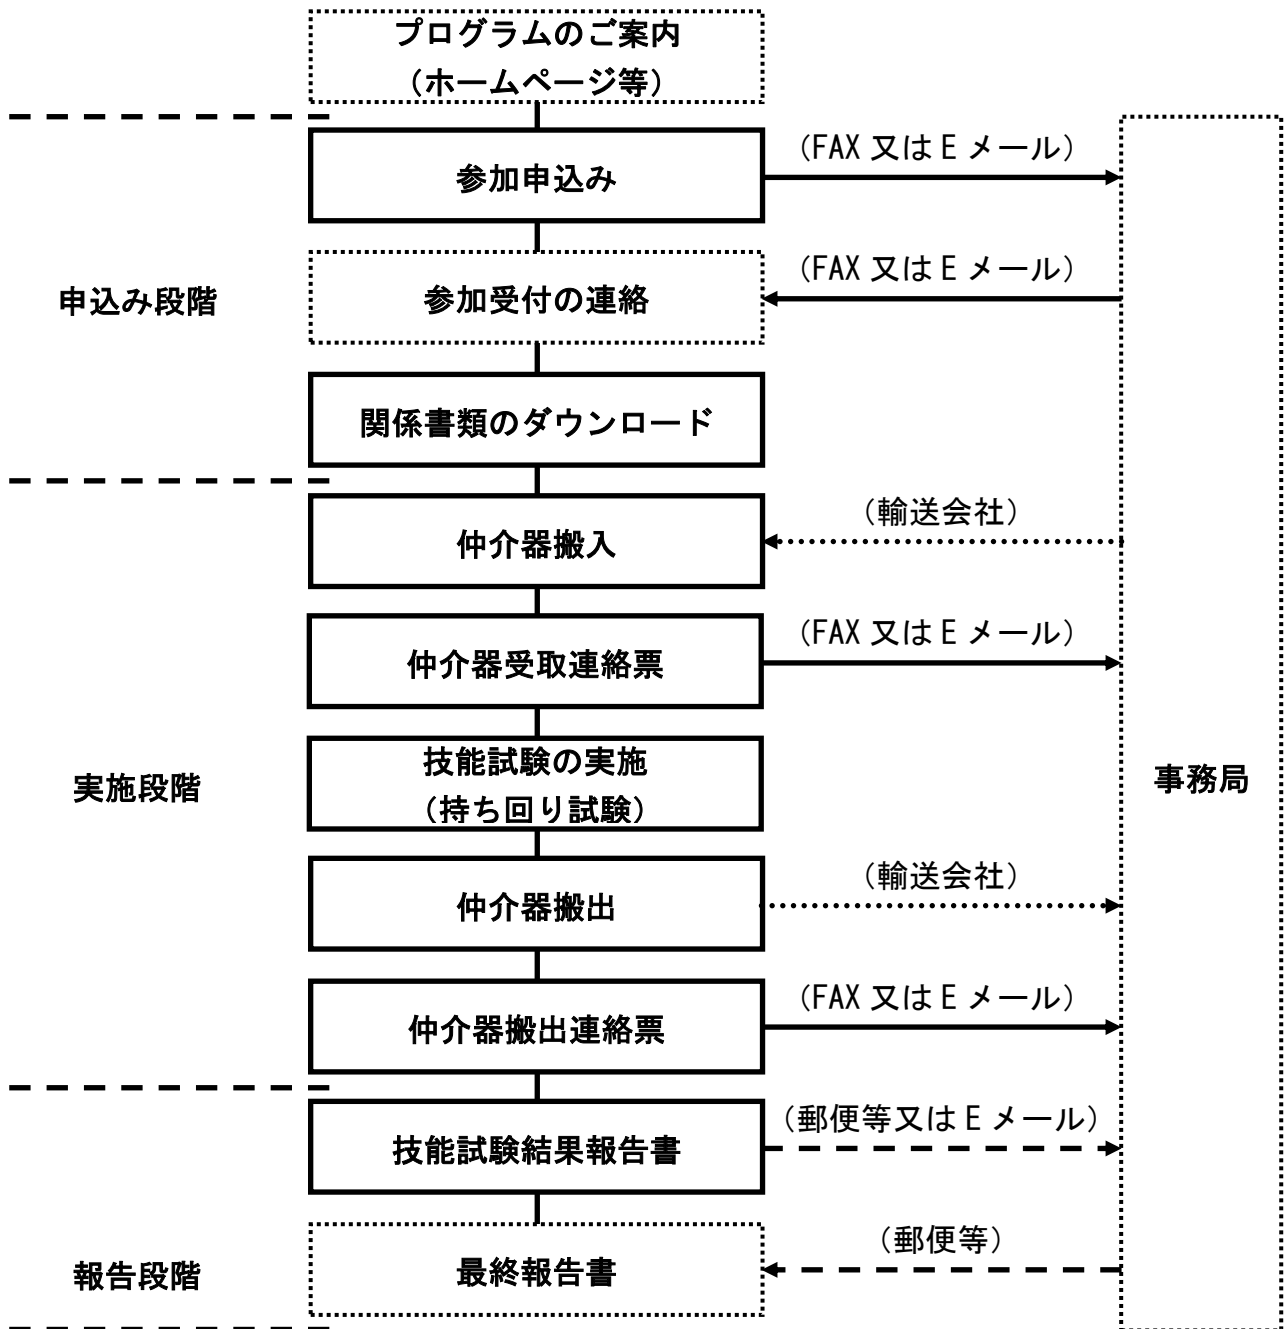 プログラムのご案内
（ホームページ等）
参加申込み
（FAX 又は E メール）
申込み段階
参加受付の連絡
（FAX 又は E メール）
関係書類のダウンロード
仲介器搬入
（輸送会社）
仲介器受取連絡票
（FAX 又は E メール）
実施段階
技能試験の実施
（持ち回り試験）
事務局
仲介器搬出
（輸送会社）
仲介器搬出連絡票
（FAX 又は E メール）
技能試験結果報告書
（郵便等又は E メール）
報告段階
最終報告書
（郵便等）